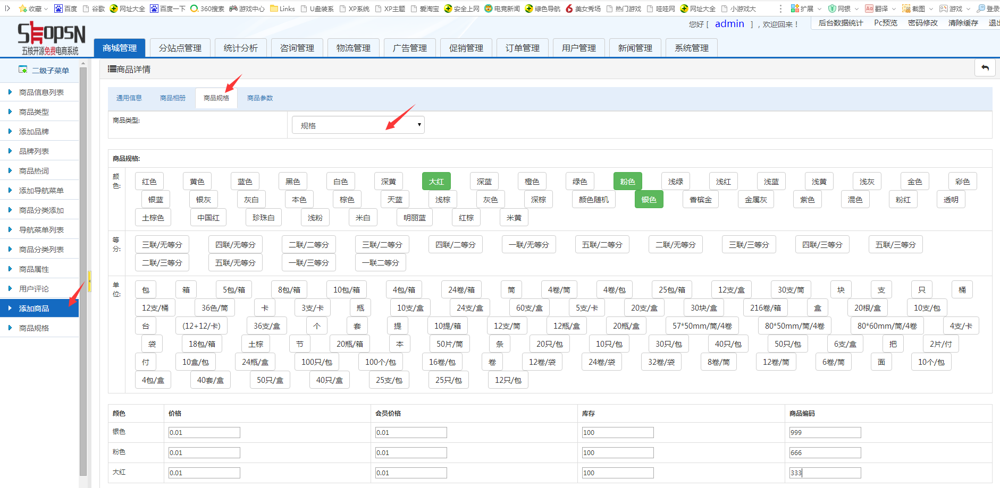 收藏 百度 谷歌 网址大全 百度一下 360搜索 游戏中心 Links U盘装系 XP系统 XP主题 爱淘宝 安全上网 电竞新闻 绿色导航 美女秀场 热门游戏 哇哇网 网址大全 小游戏大 扩展 网银 Aa 翻译 截图 游戏 登录
您好 [ admin ] , 欢迎回来! 后台数据统计 Pc预览 密码修改 清除缓存 退出
ShopSN
五核开源免费电商系统
商城管理 分站点管理 统计分析 咨询管理 物流管理 广告管理 促销管理 订单管理 用户管理 新闻管理 系统管理
二级子菜单
商品信息列表
商品类型
添加品牌
品牌列表
商品热词
添加导航菜单
商品分类添加
导航菜单列表
商品分类列表
商品属性
用户评论
添加商品
商品规格
商品详情
通用信息 商品相册 商品规格 商品参数
商品类型: 规格
商品规格:
颜色:
红色 黄色 蓝色 黑色 白色 深黄 大红 深蓝 橙色 绿色 粉色 浅绿 浅红 浅蓝 浅黄 浅灰 金色 彩色
银蓝 银灰 灰白 本色 棕色 天蓝 浅棕 灰色 深棕 颜色随机 银色 香槟金 金属灰 紫色 混色 粉红 透明
土棕色 中国红 珍珠白 浅粉 米白 明丽蓝 红棕 米黄
等分:
三联/无等分 四联/无等分 二联/二等分 三联/二等分 四联/二等分 一联/无等分 五联/二等分 二联/无等分 三联/三等分 四联/三等分 五联/三等分
二联/三等分 五联/无等分 一联/三等分 一联二等分
单位:
包 箱 5包/箱 8包/箱 10包/箱 4包/箱 24卷/箱 筒 4卷/筒 4卷/包 25包/箱 12支/盒 30支/筒 块 支 只 桶
12支/桶 36色/筒 卡 3支/卡 瓶 10支/盒 24支/盒 60支/盒 5支/卡 20支/盒 30块/盒 216卷/箱 盒 20根/盒 10支/包
台 (12+12/卡) 36支/盒 个 套 提 10提/箱 12支/筒 12瓶/盒 20瓶/盒 57*50mm/筒/4卷 80*50mm/筒/4卷 80*60mm/筒/4卷 4支/卡
袋 18包/箱 土棕 节 20瓶/箱 本 50片/筒 条 20只/包 10只/包 30只/包 40只/包 50只/包 6支/盒 把 2片/付
付 10盒/包 24瓶/盒 100只/包 100个/包 16卷/包 卷 12卷/袋 24卷/袋 32卷/袋 8卷/筒 12卷/筒 6卷/筒 面 10个/包
4包/盒 40套/盒 50只/盒 40只/盒 25支/包 25只/包 12只/包
颜色 价格 会员价格 库存 商品编码
银色 0.01 0.01 100 999
粉色 0.01 0.01 100 666
大红 0.01 0.01 100 333